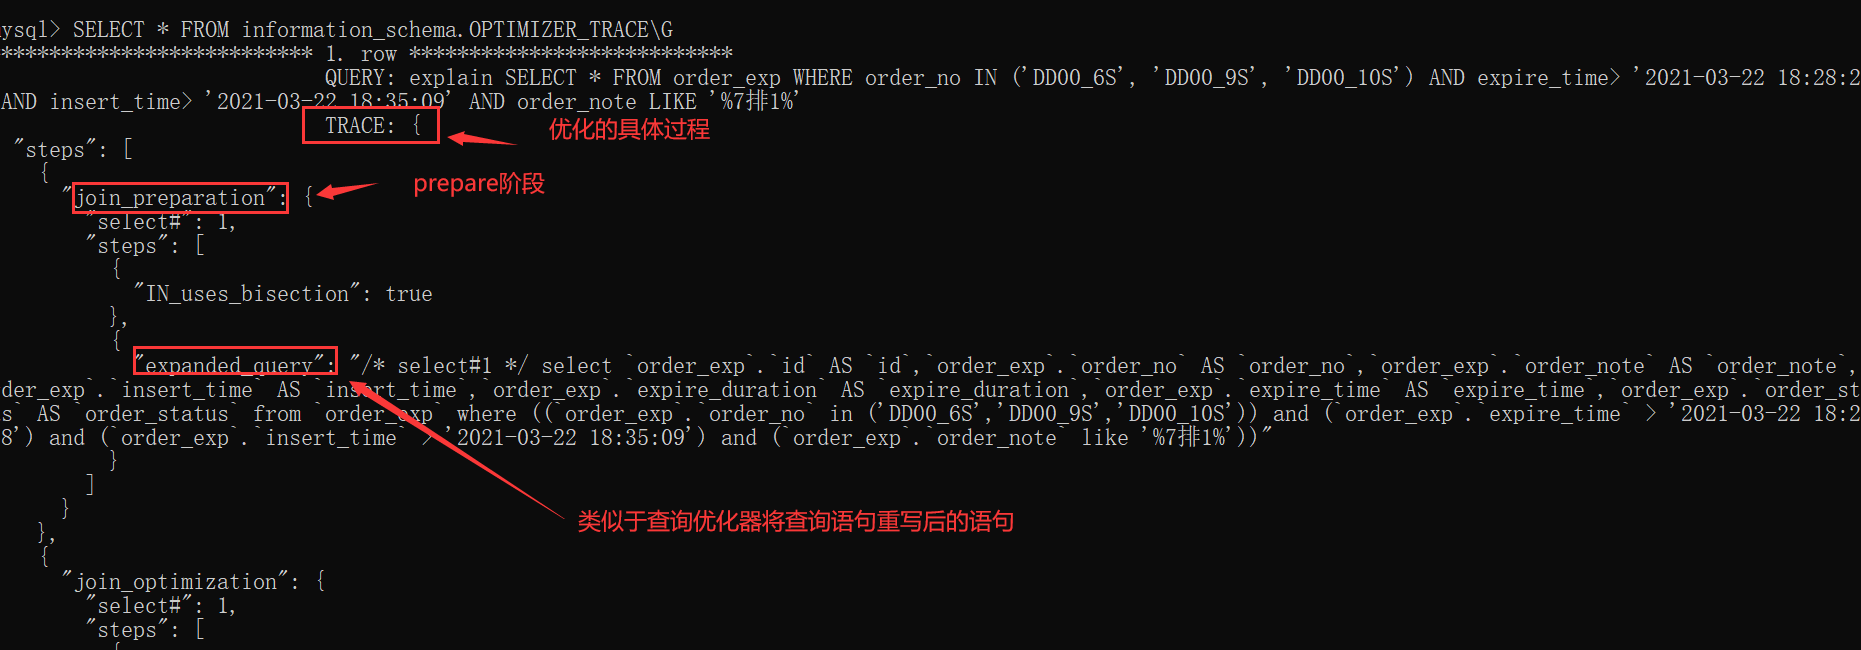 mysql> SELECT * FROM information_schema.OPTIMIZER_TRACE\G
*************************** 1. row ***************************
QUERY: explain SELECT * FROM order_exp WHERE order_no IN ('DD00_6S', 'DD00_9S', 'DD00_10S') AND expire_time> '2021-03-22 18:28:2
AND insert_time> '2021-03-22 18:35:09' AND order_note LIKE '%7排1%'
TRACE: {
优化的具体过程
"steps": [
{
prepare阶段
"join_preparation": {
"select#": 1,
"steps": [
{
"IN_uses_bisection": true
},
{
"expanded_query": "/* select#1 */ select `order_exp`.`id` AS `id`,`order_exp`.`order_no` AS `order_no`,`order_exp`.`order_note` AS `order_note`,
der_exp`.`insert_time` AS `insert_time`,`order_exp`.`expire_duration` AS `expire_duration`,`order_exp`.`expire_time` AS `expire_time`,`order_exp`.`order_st
s` AS `order_status` from `order_exp` where ((`order_exp`.`order_no` in ('DD00_6S','DD00_9S','DD00_10S')) and (`order_exp`.`expire_time` > '2021-03-22 18:2
8') and (`order_exp`.`insert_time` > '2021-03-22 18:35:09') and (`order_exp`.`order_note` like '%7排1%'))"
}
]
}
类似于查询优化器将查询语句重写后的语句
},
{
"join_optimization": {
"select#": 1,
"steps": [
{